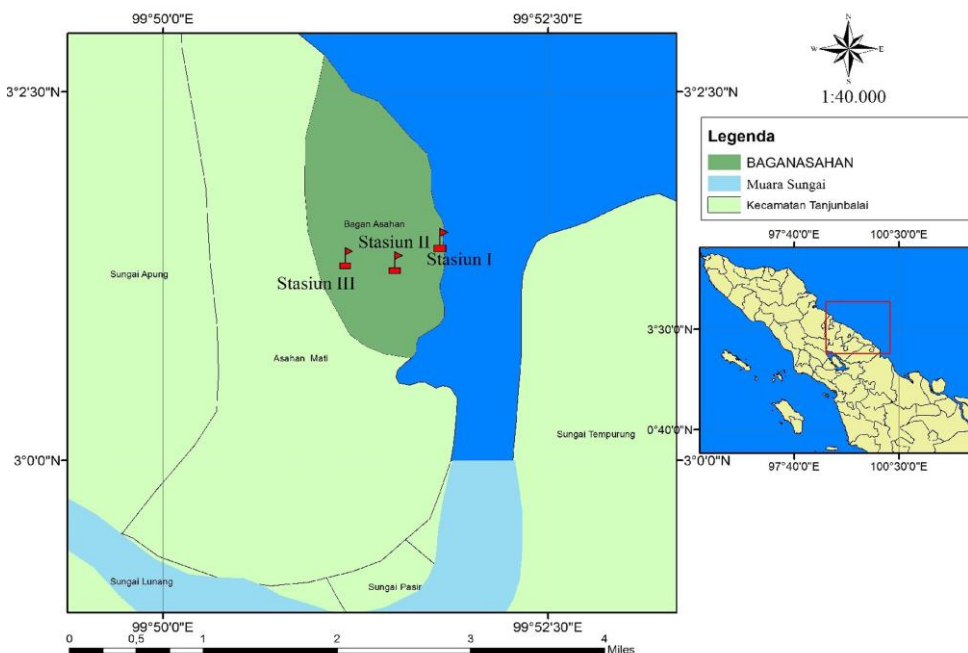 99°50'0"E
99°52'30"E
3°2'30"N
3°2'30"N
N
W
E
S
1:40.000
Legenda
BAGANASAHAN
Muara Sungai
Kecamatan Tanjunbalai
Bagan Asahan
Stasiun II
Stasiun I
Stasiun III
Sungai Apung
Asahan Mati
Sungai Tempurung
3°0'0"N
3°0'0"N
Sungai Lunang
Sungai Pasir
99°50'0"E
99°52'30"E
0 0,5 1 2 3 4
Miles
97°40'0"E
100°30'0"E
3°30'0"N
0°40'0"N
97°40'0"E
100°30'0"E